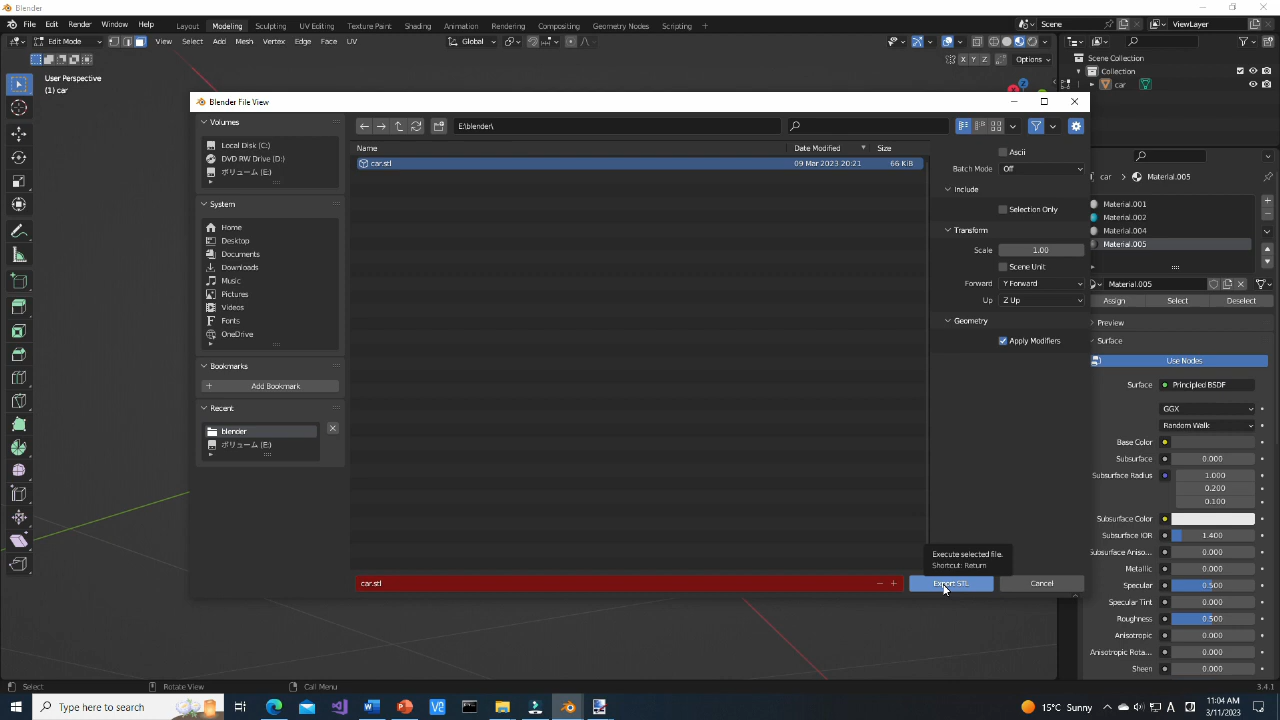 Blender
File Edit Render Window Help Layout Modeling Sculpting UV Editing Texture Paint Shading Animation Rendering Compositing Geometry Nodes Scripting + Scene ViewLayer
Edit Mode View Select Add Mesh Vertex Edge Face UV Global
X Y Z Options
User Perspective
(1) car
Scene Collection
Collection
car
Blender File View
Volumes
Local Disk (C:)
DVD RW Drive (D:)
ボリューム (E:)
System
Home
Desktop
Documents
Downloads
Music
Pictures
Videos
Fonts
OneDrive
Bookmarks
Add Bookmark
Recent
blender
ボリューム (E:)
E:\blender\
Name Date Modified Size
car.stl 09 Mar 2023 20:21 66 KiB
car.stl
Ascii
Batch Mode Off
Include
Selection Only
Transform
Scale 1.00
Scene Unit
Forward Y Forward
Up Z Up
Geometry
Apply Modifiers
Execute selected file.
Shortcut: Return
Export STL Cancel
car Material.005
Material.001
Material.002
Material.004
Material.005
Material.005
Assign Select Deselect
Preview
Surface
Use Nodes
Surface Principled BSDF
GGX
Random Walk
Base Color
Subsurface 0.000
Subsurface Radius 1.000
0.200
0.100
Subsurface Color
Subsurface IOR 1.400
Subsurface Aniso... 0.000
Metallic 0.000
Specular 0.500
Specular Tint 0.000
Roughness 0.500
Anisotropic 0.000
Anisotropic Rota... 0.000
Sheen 0.000
Select Rotate View Call Menu 3.4.1
Type here to search
15°C Sunny
A
11:04 AM
3/11/2023